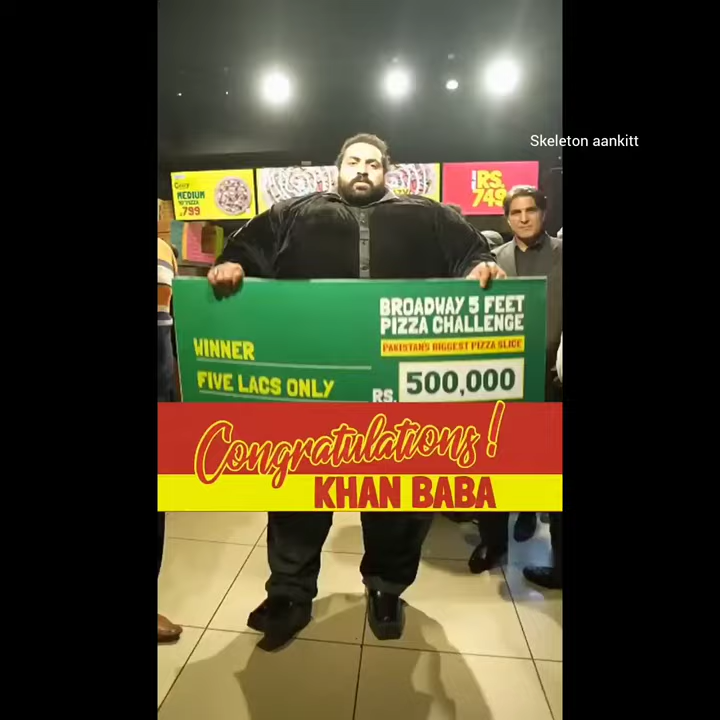 Skeleton aankitt
MEDIUM
799
RS.
749
BROADWAY 5 FEET
PIZZA CHALLENGE
PAKISTAN'S BIGGEST PIZZA SLICE
WINNER
FIVE LACS ONLY
RS. 500,000
Congratulations!
KHAN BABA